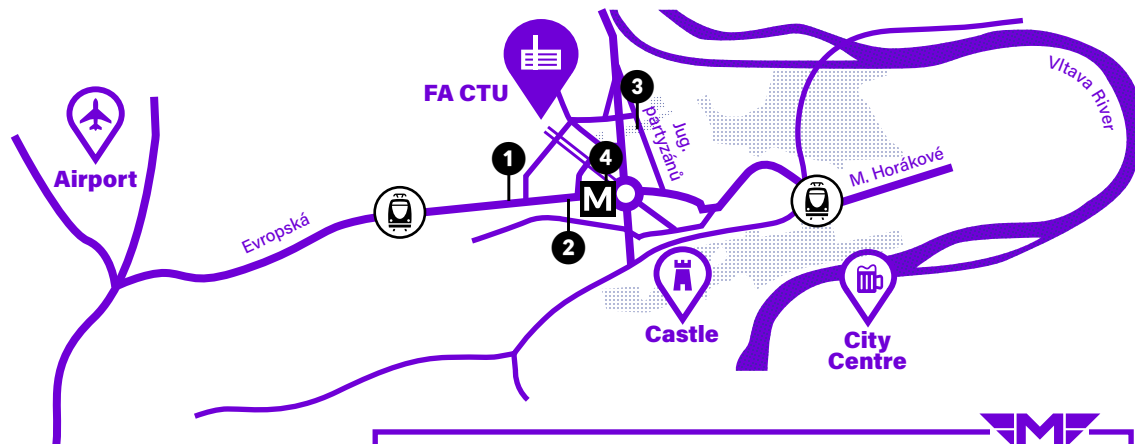 FA CTU
3
Jug.
partyzánů
Vltava River
Airport
1
4
M
M. Horákové
Evropská
2
Castle
City
Centre
M